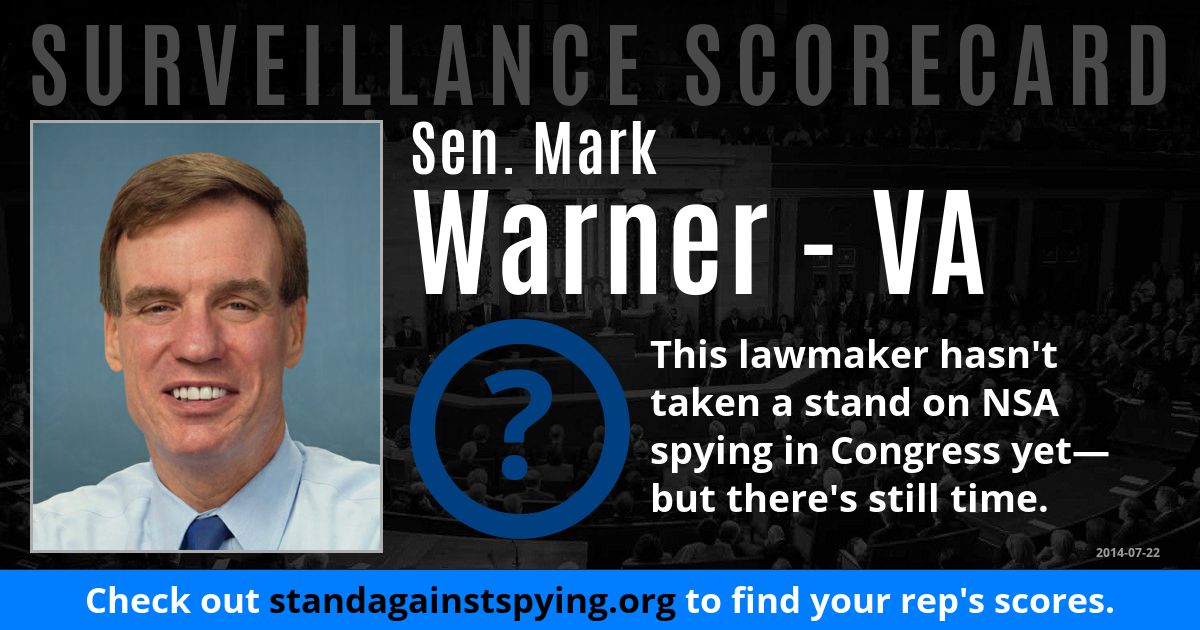 SURVEILLANCE SCORECARD
Sen. Mark
Warner - VA
?
This lawmaker hasn't
taken a stand on NSA
spying in Congress yet—
but there's still time.
2014-07-22
Check out standagainstspying.org to find your rep's scores.